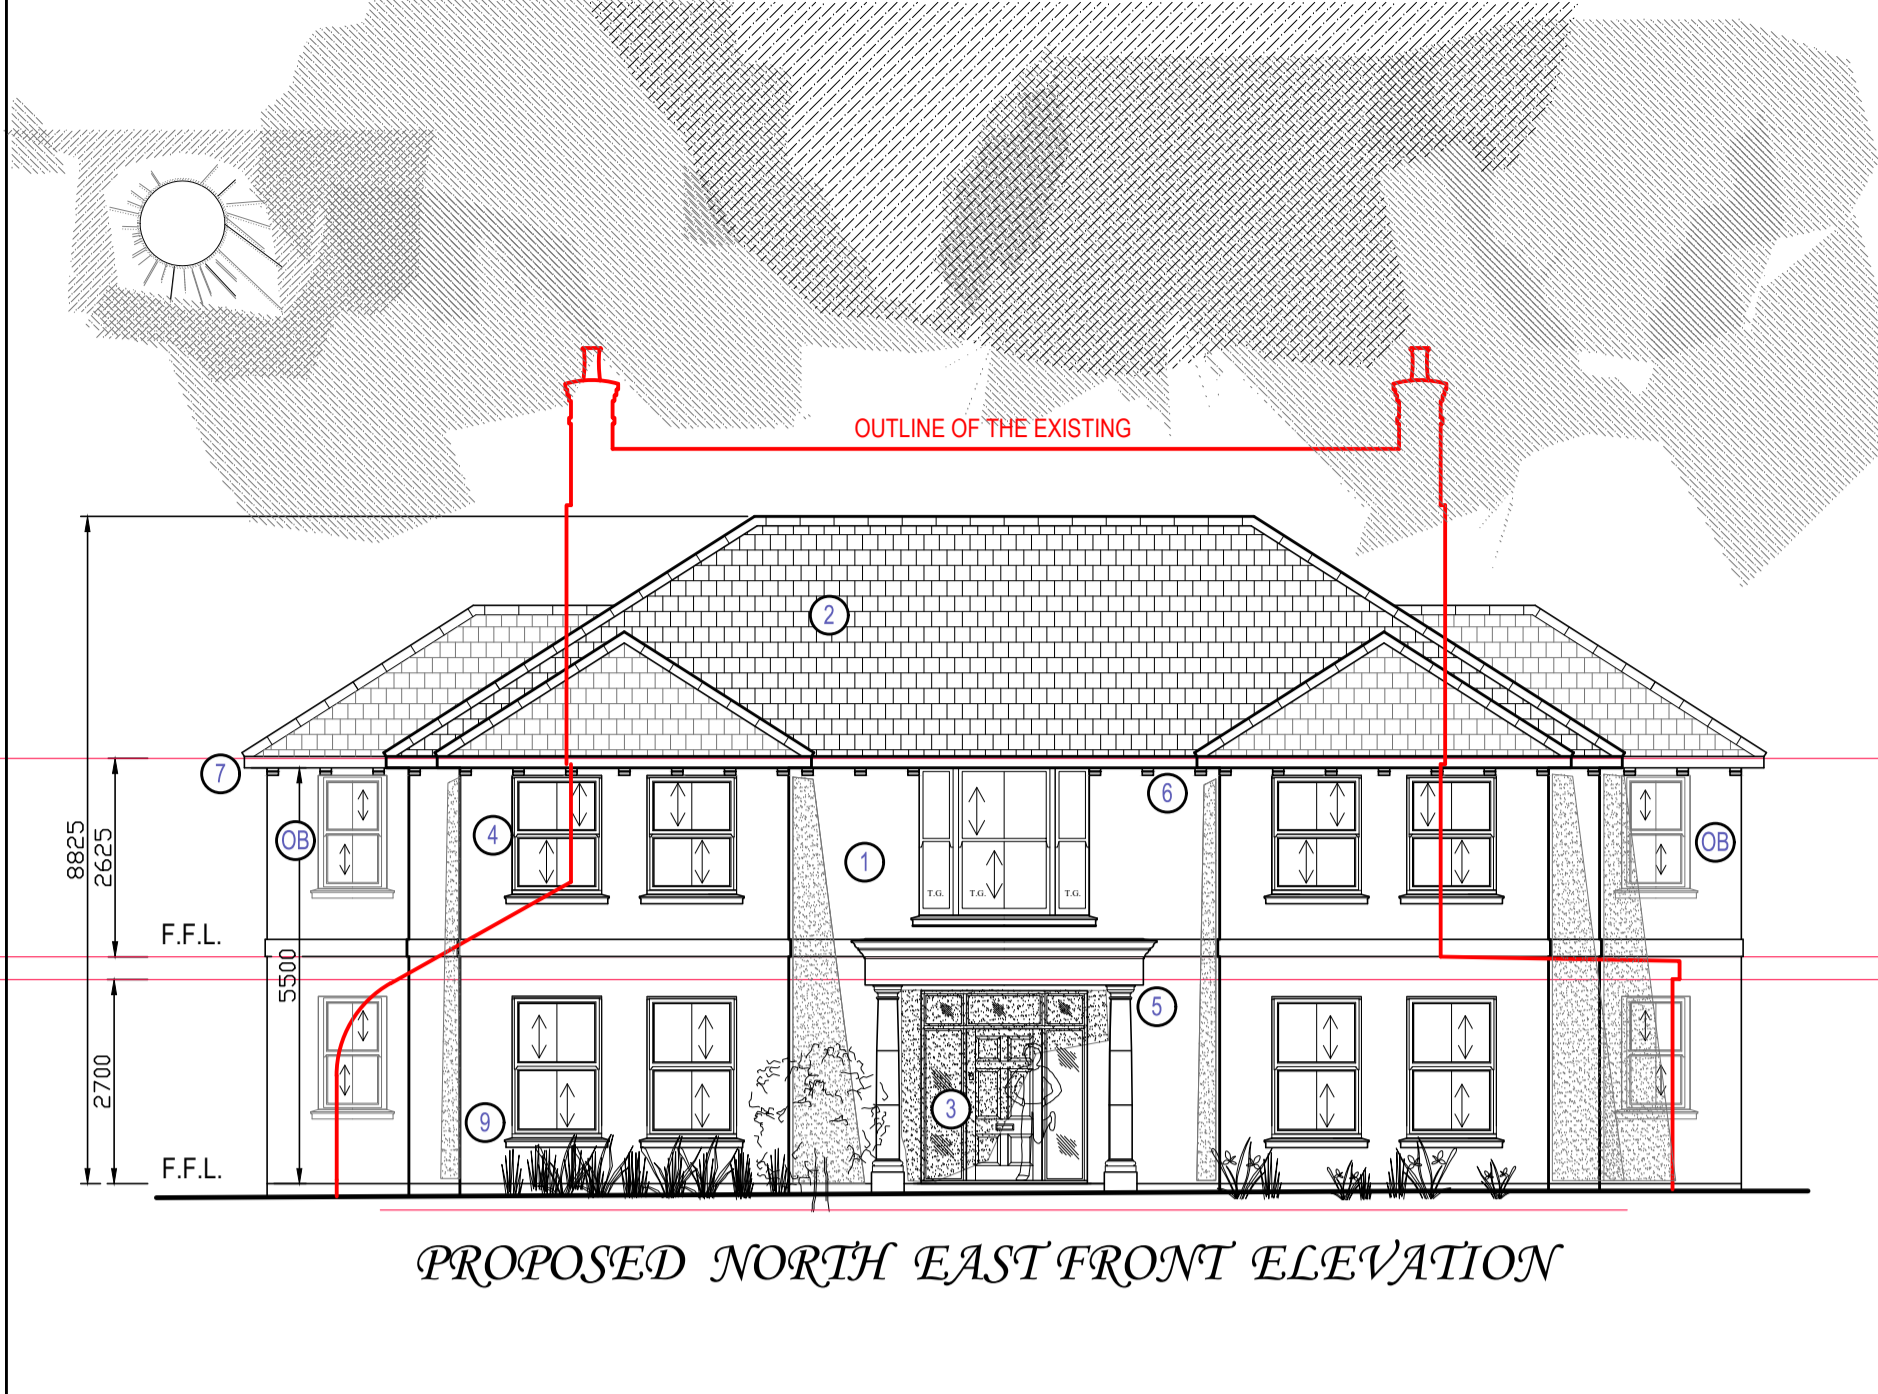 OUTLINE OF THE EXISTING
2
7
6
4
OB
1
OB
8825
2625
T.G. T.G. T.G.
F.F.L.
5500
5
2700
3
9
F.F.L.
PROPOSED NORTH EAST FRONT ELEVATION